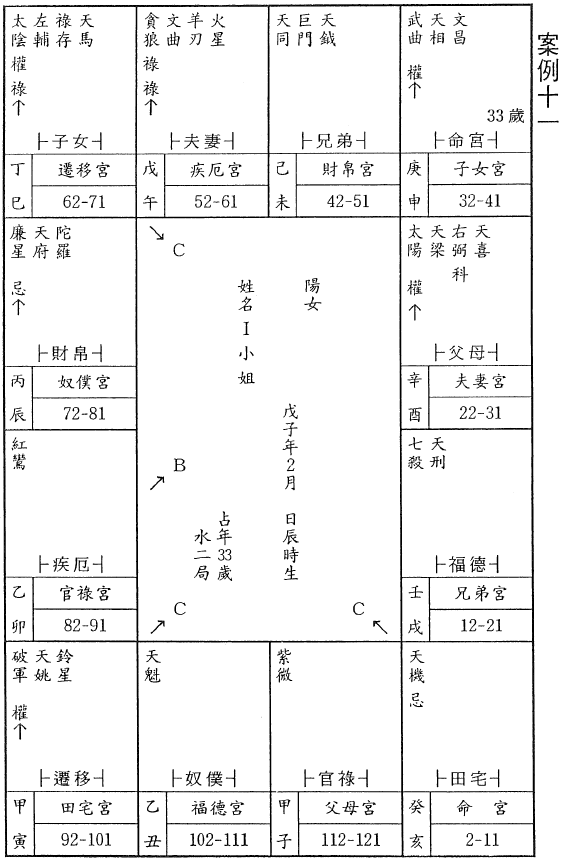 案例十一
太陰 左輔 祿存 天馬
權 祿 祿 ↑
├子女┤
丁巳 遷移宮
62-71
貪狼 文曲 羊刃 火星
祿 祿 ↑
├夫妻┤
戊午 疾厄宮
52-61
天同 巨門 天鉞
├兄弟┤
己未 財帛宮
42-51
武曲 天相 文昌
權 ↑
33歲
├命宮┤
庚申 子女宮
32-41
廉星 天府 陀羅
忌 ↑
├財帛┤
丙辰 奴僕宮
72-81
太陽 天梁 右弼 天喜
科
權 ↑
├父母┤
辛酉 夫妻宮
22-31
紅鸞
├疾厄┤
乙卯 官祿宮
82-91
七殺 天刑
├福德┤
壬戌 兄弟宮
12-21
破軍 天姚 鈴星
權 ↑
├遷移┤
甲寅 田宅宮
92-101
天魁
├奴僕┤
乙丑 福德宮
102-111
紫微
├官祿┤
甲子 父母宮
112-121
天機
忌
├田宅┤
癸亥 命宮
2-11
↘ C
陽女
姓名I小姐
戊子年2月 日辰時生
占年33歲
水二局
B ↗
C ↗
C ↖